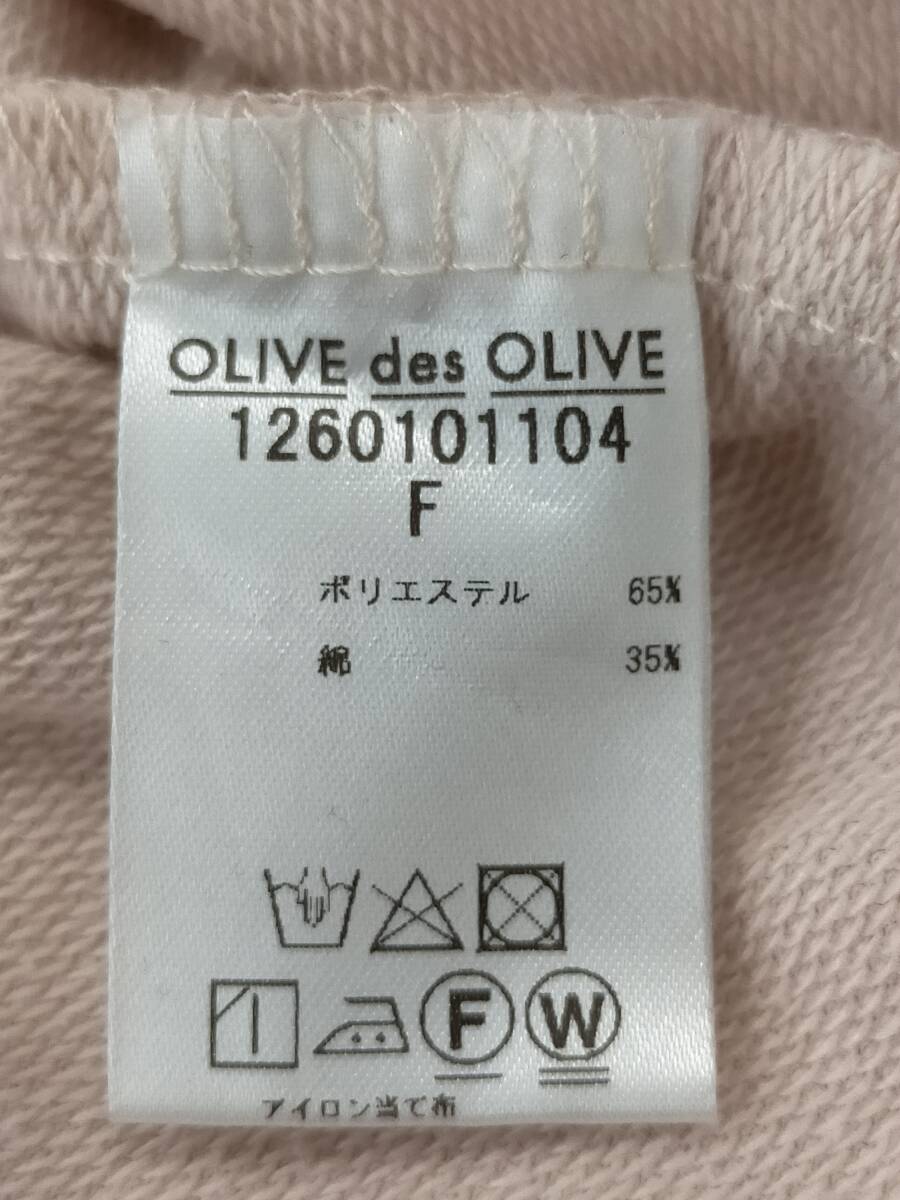 OLIVE des OLIVE
1260101104
F
ポリエステル 65%
綿 35%
F W
アイロン当て布